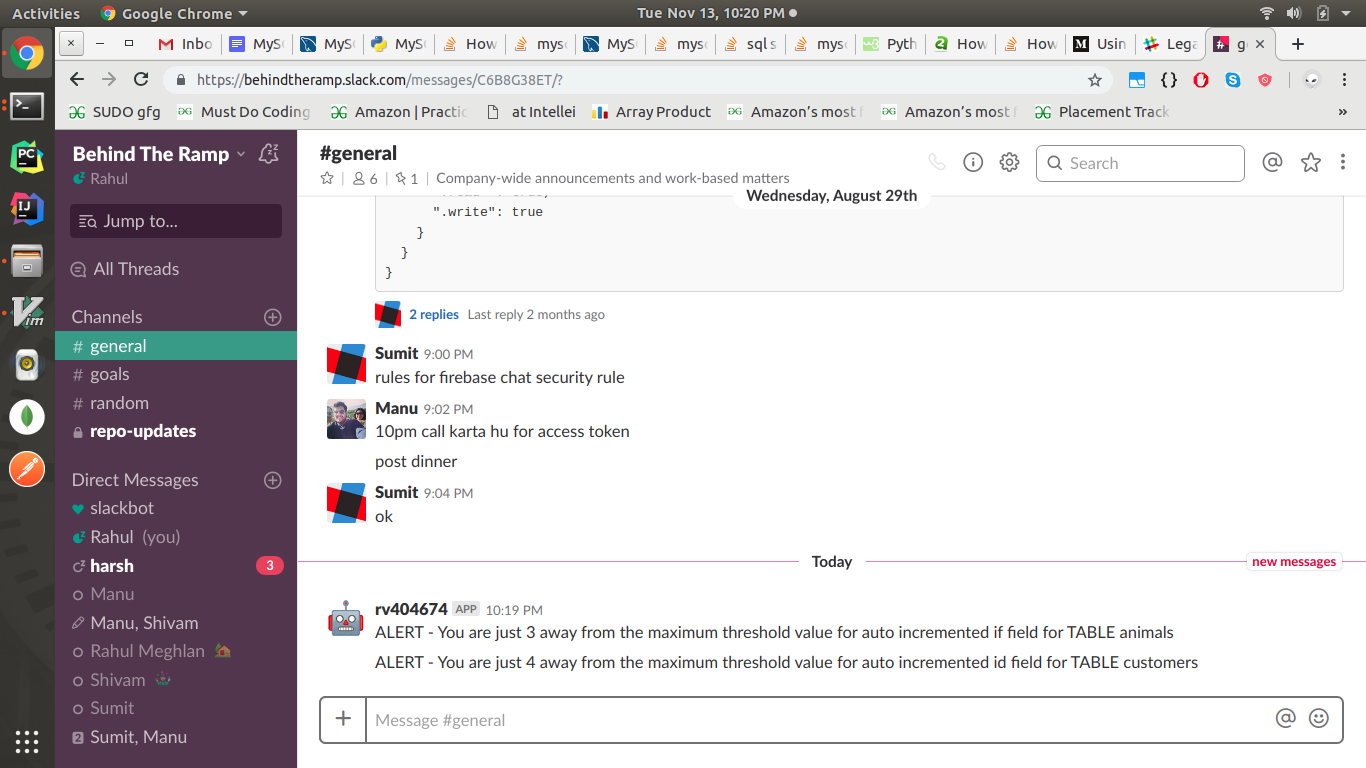 Activities Google Chrome Tue Nov 13, 10:20 PM
Inbo MySQ MySQ MySQ How mysq MySQ mysq sql s mysq Pyth How How Usin Lega g
https://behindtheramp.slack.com/messages/C6B8G38ET/?
SUDO gfg Must Do Coding Amazon | Practic at Intellei Array Product Amazon's most f Amazon's most f Placement Track »
Behind The Ramp
Rahul
Jump to...
All Threads
Channels
# general
# goals
# random
repo-updates
Direct Messages
slackbot
Rahul (you)
harsh 3
Manu
Manu, Shivam
Rahul Meghlan
Shivam
Sumit
2 Sumit, Manu
#general
6 | 1 | Company-wide announcements and work-based matters
Search
Wednesday, August 29th
".write": true
}
}
}
2 replies Last reply 2 months ago
Sumit 9:00 PM
rules for firebase chat security rule
Manu 9:02 PM
10pm call karta hu for access token
post dinner
Sumit 9:04 PM
ok
Today new messages
rv404674 APP 10:19 PM
ALERT - You are just 3 away from the maximum threshold value for auto incremented if field for TABLE animals
ALERT - You are just 4 away from the maximum threshold value for auto incremented id field for TABLE customers
+ Message #general @